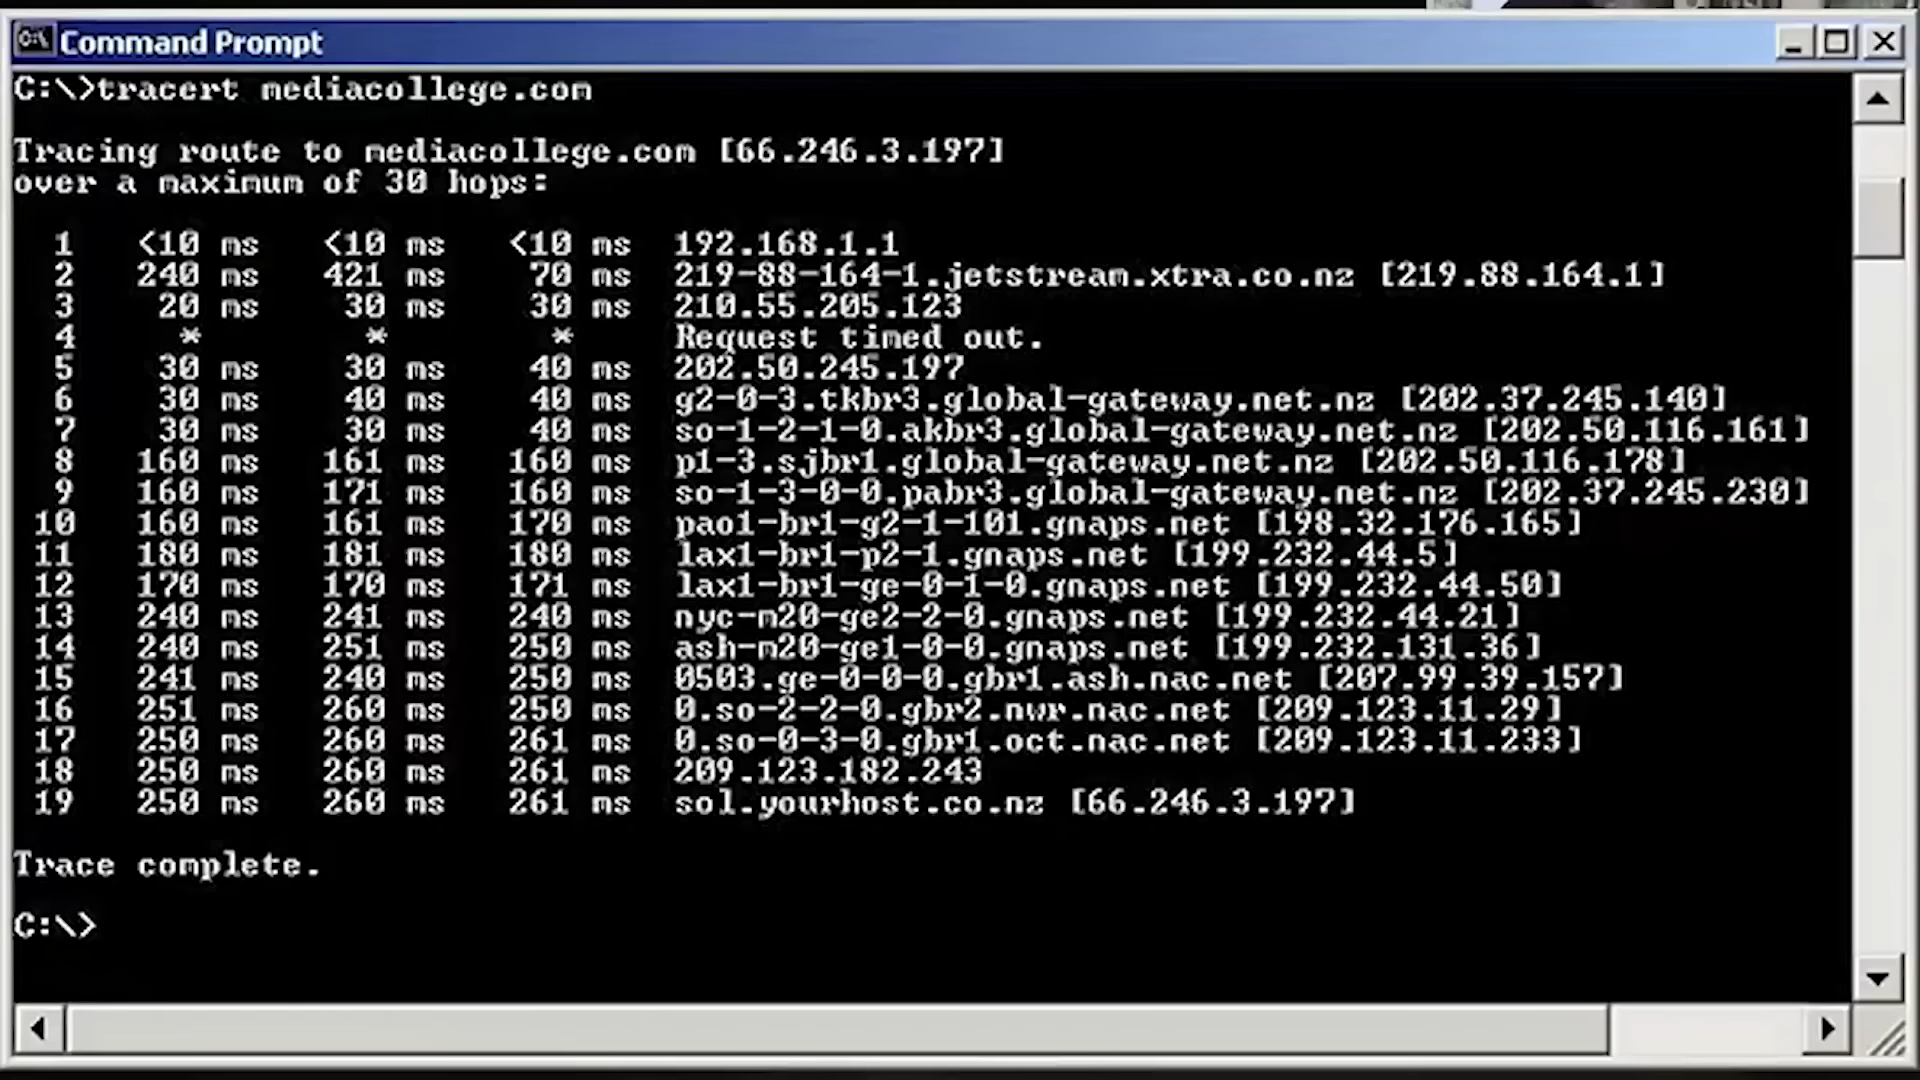 Command Prompt
C:\>tracert mediacollege.com
Tracing route to mediacollege.com [66.246.3.197]
over a maximum of 30 hops:
1 <10 ms <10 ms <10 ms 192.168.1.1
2 240 ms 421 ms 70 ms 219-88-164-1.jetstream.xtra.co.nz [219.88.164.1]
3 20 ms 30 ms 30 ms 210.55.205.123
4 * * * Request timed out.
5 30 ms 30 ms 40 ms 202.50.245.197
6 30 ms 40 ms 40 ms g2-0-3.tkbr3.global-gateway.net.nz [202.37.245.140]
7 30 ms 30 ms 40 ms so-1-2-1-0.akbr3.global-gateway.net.nz [202.50.116.161]
8 160 ms 161 ms 160 ms p1-3.sjbr1.global-gateway.net.nz [202.50.116.178]
9 160 ms 171 ms 160 ms so-1-3-0-0.pabr3.global-gateway.net.nz [202.37.245.230]
10 160 ms 161 ms 170 ms pao1-br1-g2-1-101.gnaps.net [198.32.176.165]
11 180 ms 181 ms 180 ms lax1-br1-p2-1.gnaps.net [199.232.44.5]
12 170 ms 170 ms 171 ms lax1-br1-ge-0-1-0.gnaps.net [199.232.44.50]
13 240 ms 241 ms 240 ms nyc-m20-ge2-2-0.gnaps.net [199.232.44.21]
14 240 ms 251 ms 250 ms ash-m20-ge1-0-0.gnaps.net [199.232.131.36]
15 241 ms 240 ms 250 ms 0503.ge-0-0-0.gbr1.ash.nac.net [207.99.39.157]
16 251 ms 260 ms 250 ms 0.so-2-2-0.gbr2.nwr.nac.net [209.123.11.29]
17 250 ms 260 ms 261 ms 0.so-0-3-0.gbr1.oct.nac.net [209.123.11.233]
18 250 ms 260 ms 261 ms 209.123.182.243
19 250 ms 260 ms 261 ms sol.yourhost.co.nz [66.246.3.197]
Trace complete.
C:\>